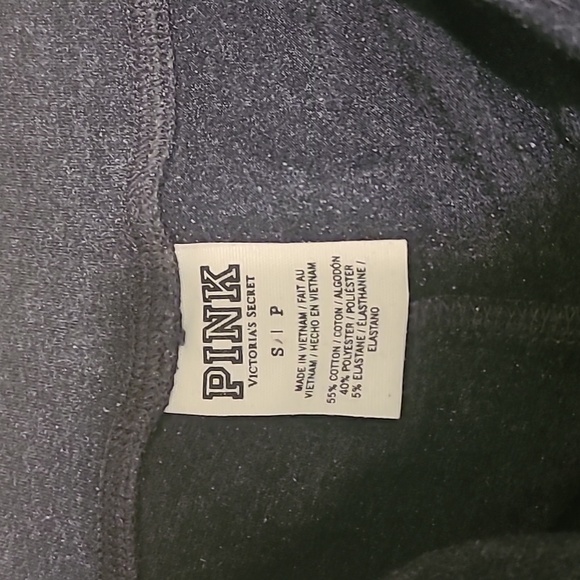 PINK
VICTORIA'S SECRET
S / P
MADE IN VIETNAM / FAIT AU
VIETNAM / HECHO EN VIETNAM
55% COTTON / COTON / ALGODÓN
40% POLYESTER / POLIÉSTER
5% ELASTANE / ÉLASTHANNE /
ELASTANO